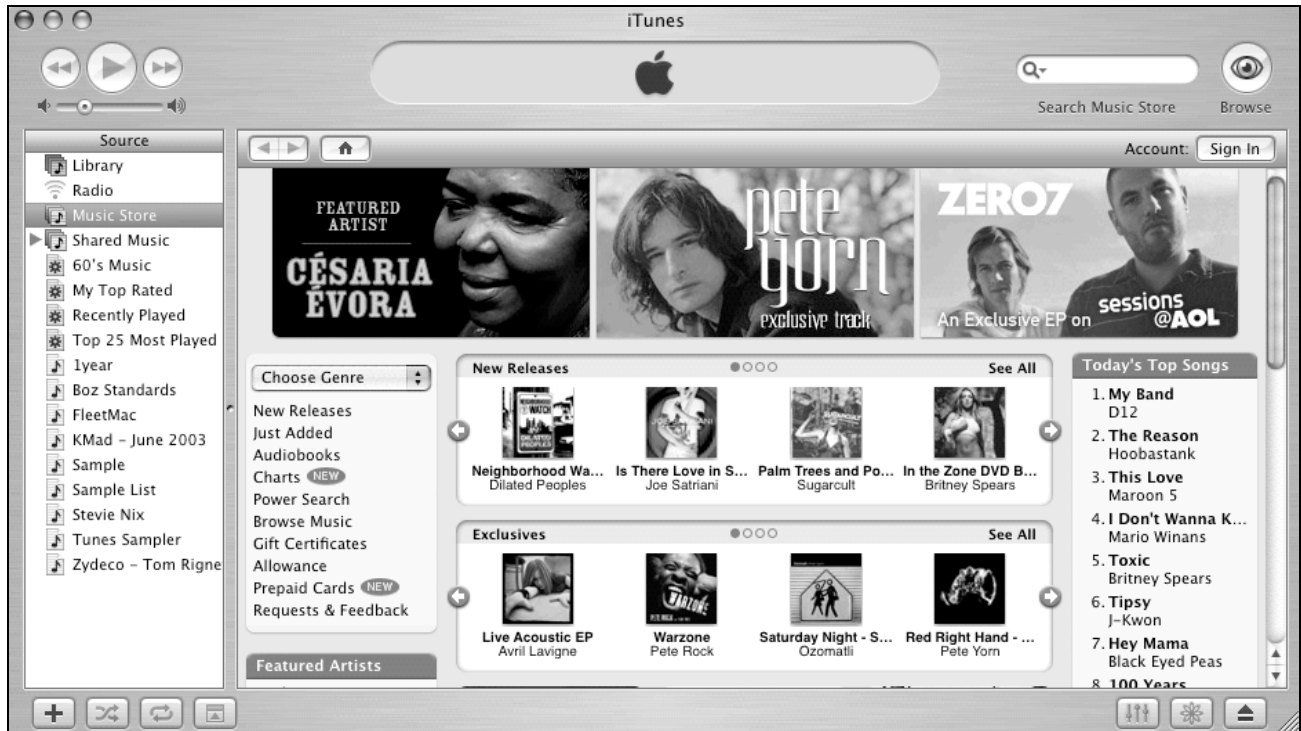 iTunes
Search Music Store
Browse
Source
Library
Radio
Music Store
Shared Music
60's Music
My Top Rated
Recently Played
Top 25 Most Played
1year
Boz Standards
FleetMac
KMad – June 2003
Sample
Sample List
Stevie Nix
Tunes Sampler
Zydeco – Tom Rigne
Account: Sign In
FEATURED
ARTIST
CÉSARIA
ÉVORA
pete
yorn
exclusive track
ZERO7
An Exclusive EP on sessions
@AOL
Choose Genre
New Releases
Just Added
Audiobooks
Charts NEW
Power Search
Browse Music
Gift Certificates
Allowance
Prepaid Cards NEW
Requests & Feedback
Featured Artists
New Releases See All
NEIGHBORHOOD
WATCH
DILATED
PEOPLES
Neighborhood Wa...
Dilated Peoples
Is There Love in S...
Joe Satriani
Palm Trees and Po...
Sugarcult
In the Zone DVD B...
Britney Spears
Exclusives See All
Live Acoustic EP
Avril Lavigne
WARZONE
Warzone
Pete Rock
Saturday Night - S...
Ozomatli
Red Right Hand - ...
Pete Yorn
Today's Top Songs
1. My Band
D12
2. The Reason
Hoobastank
3. This Love
Maroon 5
4. I Don't Wanna K...
Mario Winans
5. Toxic
Britney Spears
6. Tipsy
J-Kwon
7. Hey Mama
Black Eyed Peas
8. 100 Years